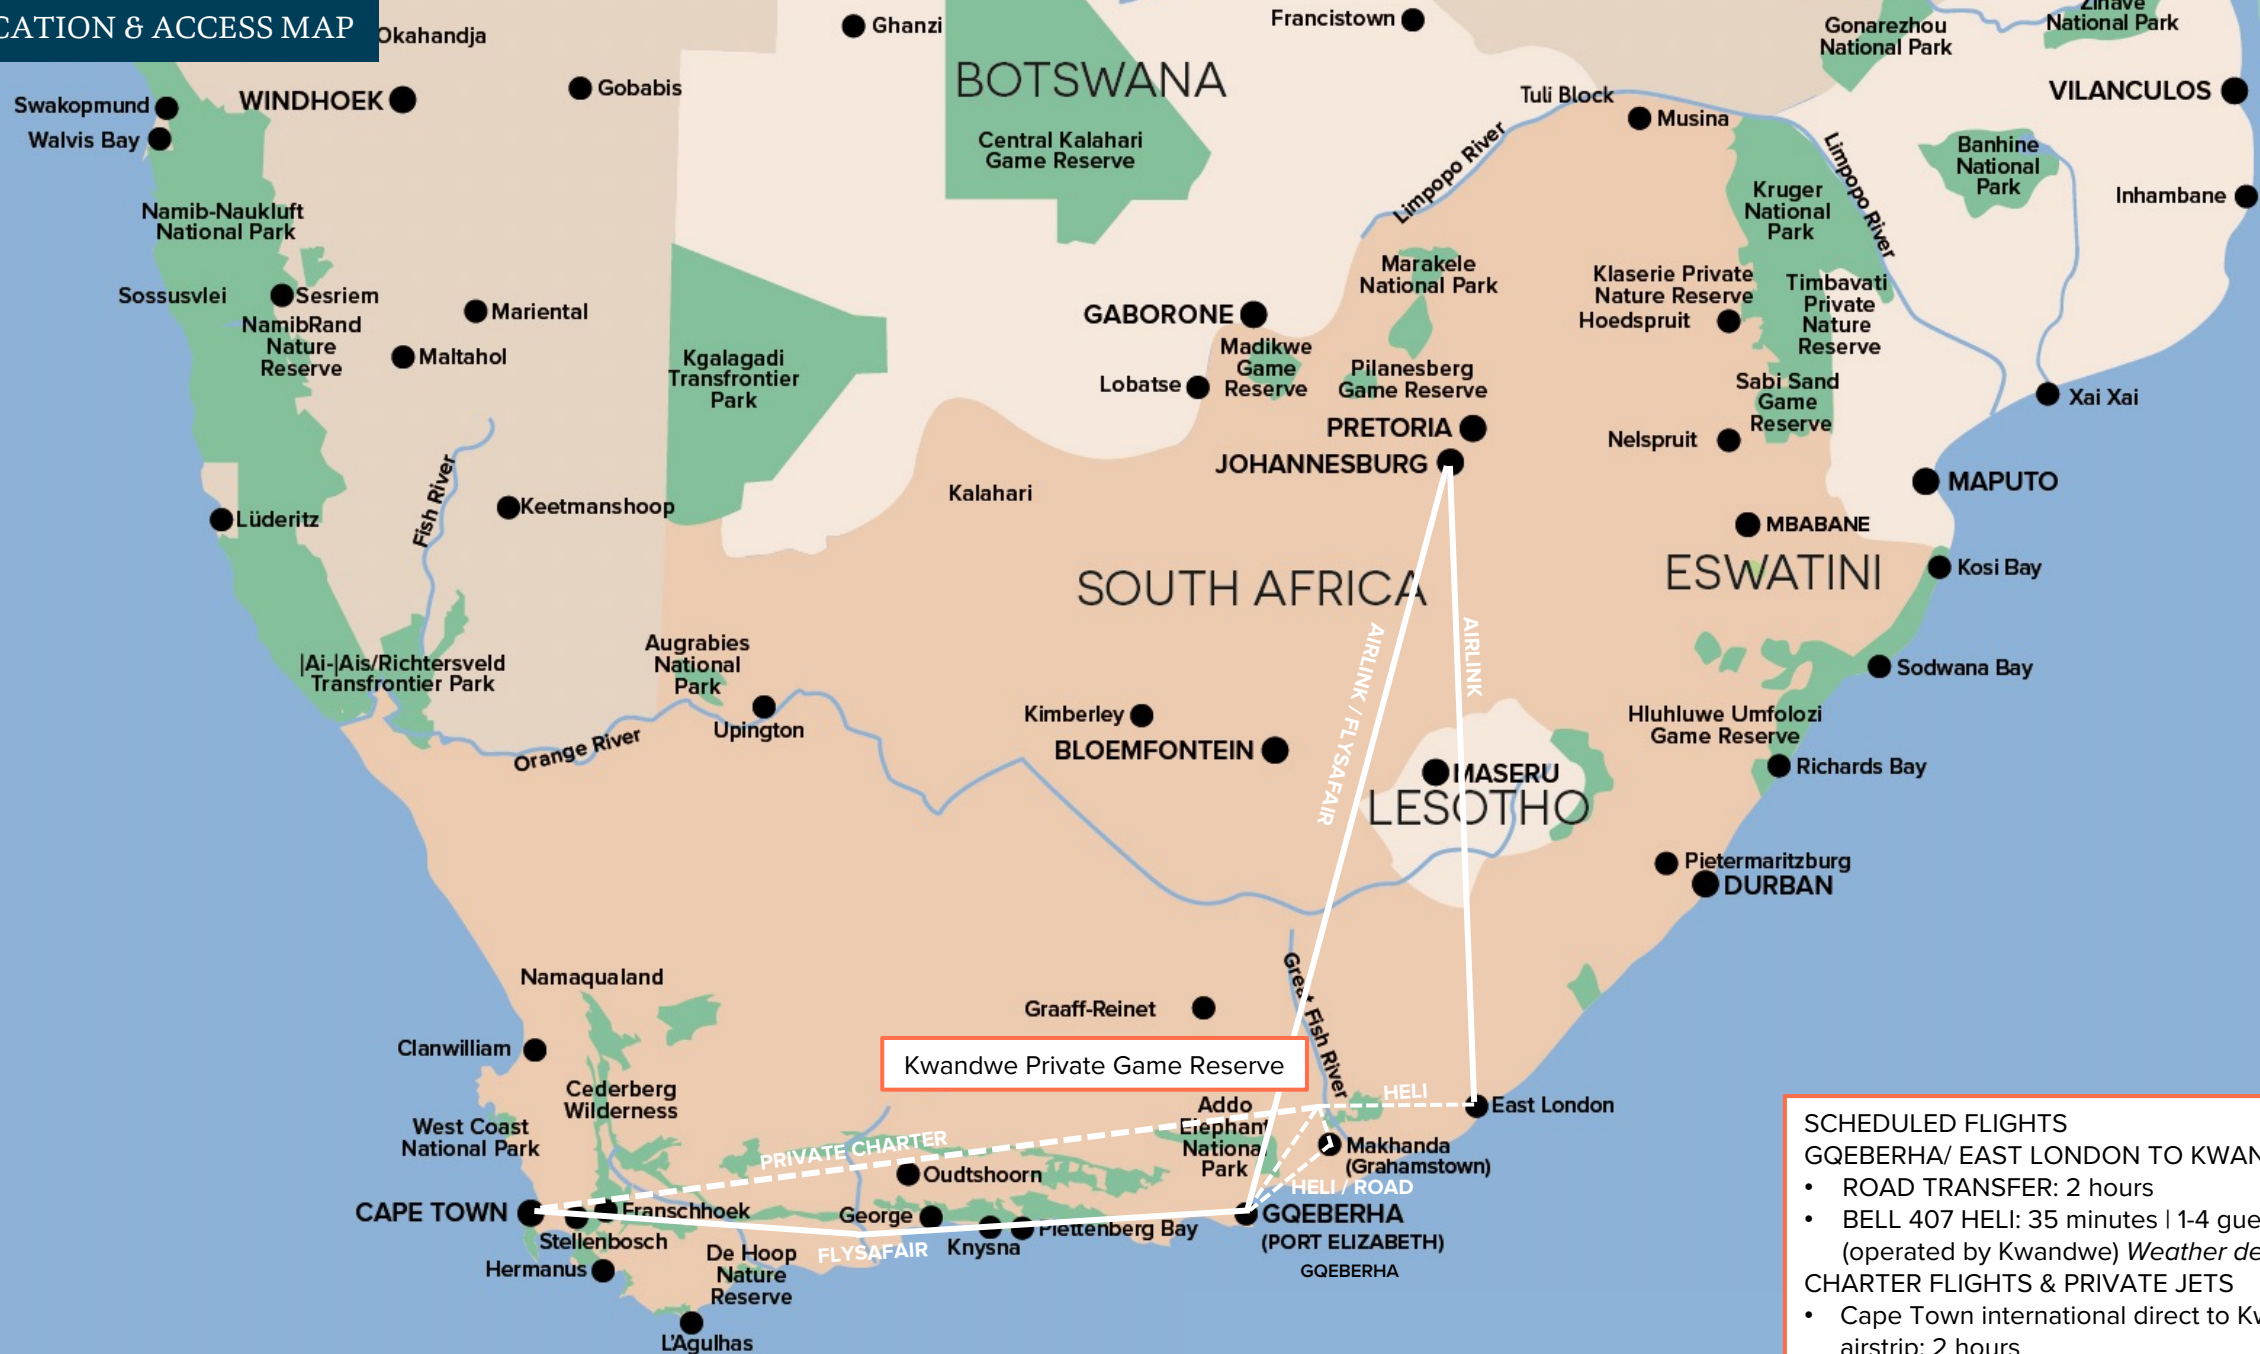 CATION & ACCESS MAP
Okahandja
Ghanzi
Francistown
Gonarezhou
National Park
Zinave
National Park
BOTSWANA
Swakopmund
WINDHOEK
Gobabis
Tuli Block
Musina
VILANCULOS
Walvis Bay
Central Kalahari
Game Reserve
Limpopo River
Limpopo River
Banhine
National
Park
Inhambane
Namib-Naukluft
National Park
Kruger
National
Park
Marakele
National Park
Klaserie Private
Nature Reserve
Hoedspruit
Timbavati
Private
Nature
Reserve
Sossusvlei
Sesriem
NamibRand
Nature
Reserve
Mariental
Maltahol
GABORONE
Madikwe
Game
Reserve
Pilanesberg
Game Reserve
Lobatse
Kgalagadi
Transfrontier
Park
Sabi Sand
Game
Reserve
Xai Xai
PRETORIA
JOHANNESBURG
Nelspruit
Fish River
Keetmanshoop
Kalahari
MAPUTO
Lüderitz
MBABANE
SOUTH AFRICA
ESWATINI
Kosi Bay
AIRLINK / FLYSAFAIR
AIRLINK
|Ai-|Ais/Richtersveld
Transfrontier Park
Augrabies
National
Park
Sodwana Bay
Upington
Kimberley
Hluhluwe Umfolozi
Game Reserve
Orange River
BLOEMFONTEIN
Richards Bay
MASERU
LESOTHO
Pietermaritzburg
DURBAN
Namaqualand
Graaff-Reinet
Great Fish River
Clanwilliam
Kwandwe Private Game Reserve
Cederberg
Wilderness
HELI
East London
West Coast
National Park
Addo
Elephant
National
Park
PRIVATE CHARTER
Makhanda
(Grahamstown)
Oudtshoorn
HELI / ROAD
CAPE TOWN
Franschhoek
George
GQEBERHA
(PORT ELIZABETH)
GQEBERHA
Stellenbosch
FLYSAFAIR
Knysna
Plettenberg Bay
Hermanus
De Hoop
Nature
Reserve
L'Agulhas
SCHEDULED FLIGHTS
GQEBERHA/ EAST LONDON TO KWAN
• ROAD TRANSFER: 2 hours
• BELL 407 HELI: 35 minutes | 1-4 gue
(operated by Kwandwe) Weather de
CHARTER FLIGHTS & PRIVATE JETS
• Cape Town international direct to Kw
airstrip: 2 hours